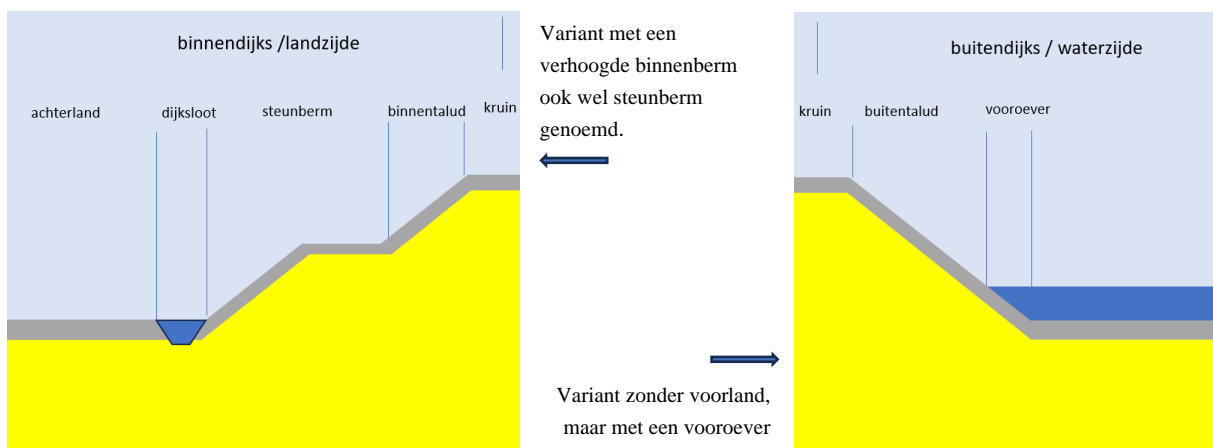 binnendijks /landzijde
achterland
dijksloot
steunberm
binnentalud
kruin
Variant met een
verhoogde binnenberm
ook wel steunberm
genoemd.
buitendijks / waterzijde
kruin
buitentalud
vooroever
Variant zonder voorland,
maar met een vooroever